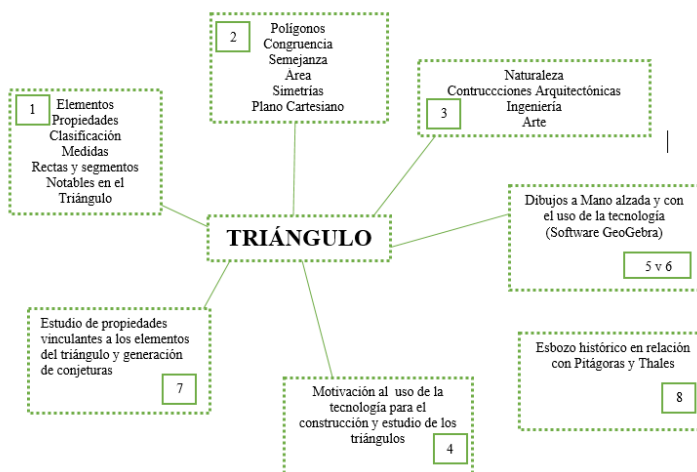 1
Elementos
Propiedades
Clasificación
Medidas
Rectas y segmentos
Notables en el
Triángulo
2
Polígonos
Congruencia
Semejanza
Área
Simetrías
Plano Cartesiano
Naturaleza
Contruccciones Arquitectónicas
3
Ingeniería
Arte
TRIÁNGULO
Dibujos a Mano alzada y con
el uso de la tecnología
(Software GeoGebra)
5 v 6
Estudio de propiedades
vinculantes a los elementos
del triángulo y generación
de conjeturas
7
Motivación al uso de la
tecnología para el
construcción y estudio de los
triángulos
4
Esbozo histórico en relación
con Pitágoras y Thales
8